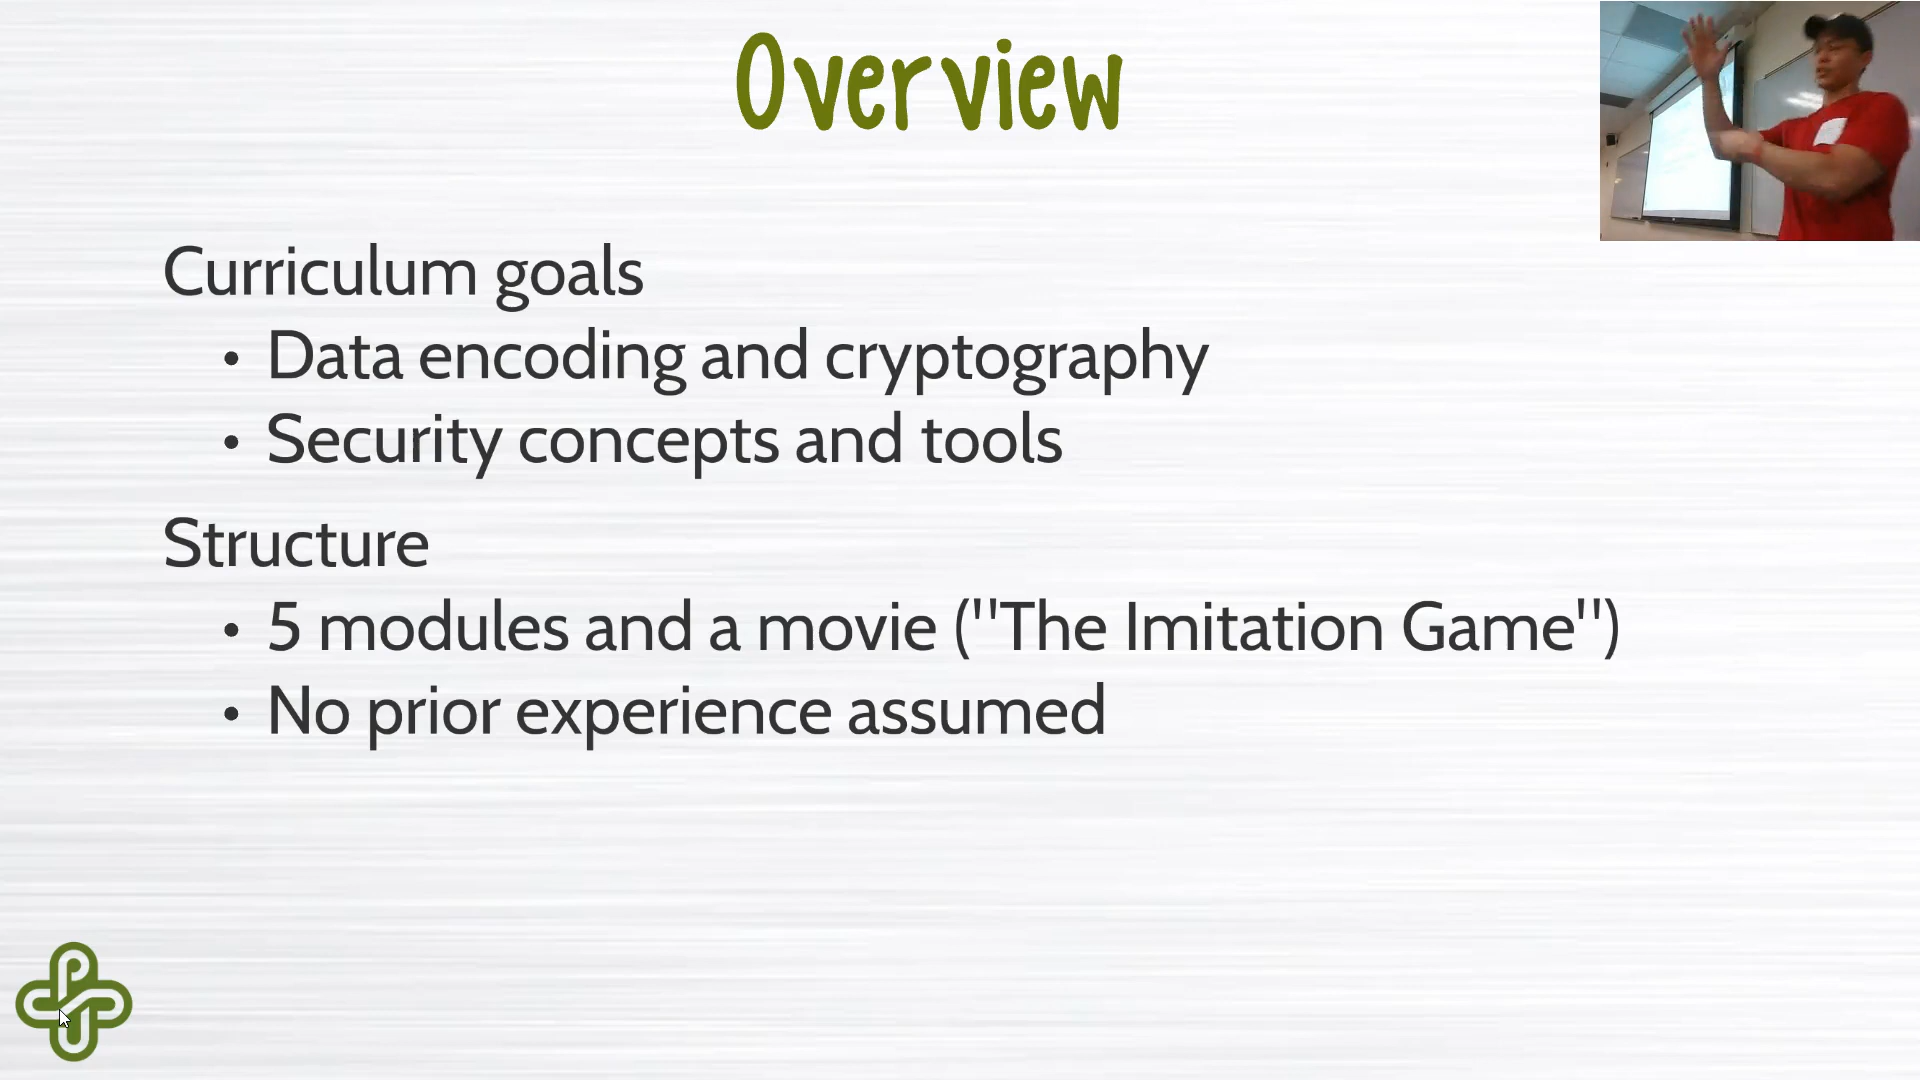 Overview
Curriculum goals
• Data encoding and cryptography
• Security concepts and tools
Structure
• 5 modules and a movie ("The Imitation Game")
• No prior experience assumed